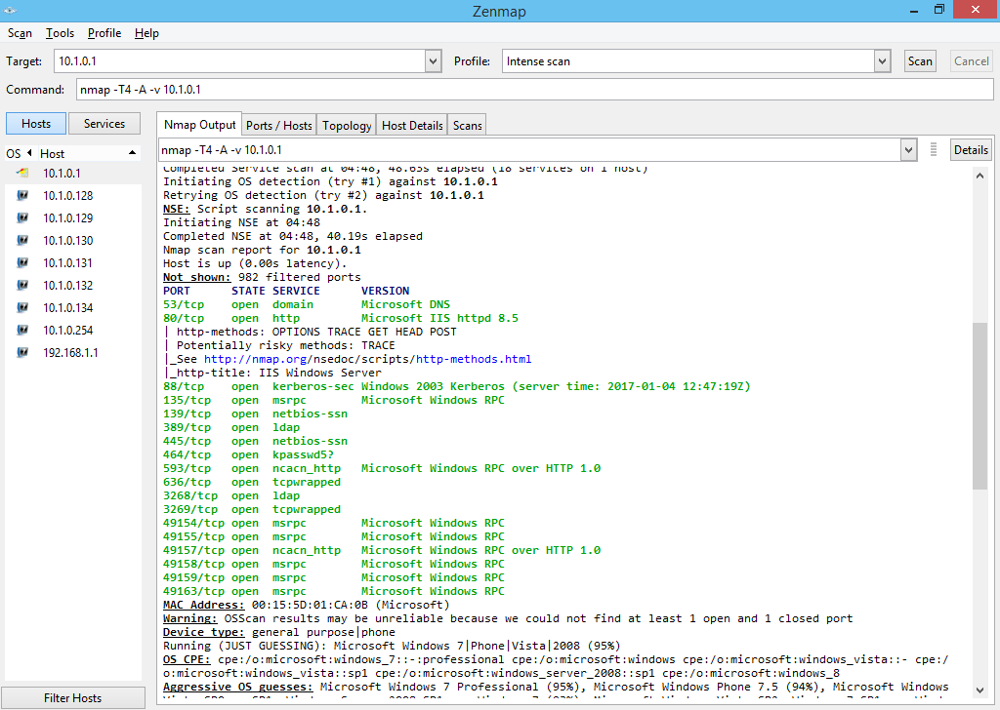 Zenmap
Scan Tools Profile Help
Target: 10.1.0.1 Profile: Intense scan Scan Cancel
Command: nmap -T4 -A -v 10.1.0.1
Hosts Services
Nmap Output Ports / Hosts Topology Host Details Scans
OS Host
nmap -T4 -A -v 10.1.0.1 Details
10.1.0.1
10.1.0.128
10.1.0.129
10.1.0.130
10.1.0.131
10.1.0.132
10.1.0.134
10.1.0.254
192.168.1.1
Filter Hosts
Completed Service scan at 04:48, 48.63s elapsed (18 services on 1 host)
Initiating OS detection (try #1) against 10.1.0.1
Retrying OS detection (try #2) against 10.1.0.1
NSE: Script scanning 10.1.0.1.
Initiating NSE at 04:48
Completed NSE at 04:48, 40.19s elapsed
Nmap scan report for 10.1.0.1
Host is up (0.00s latency).
Not shown: 982 filtered ports
PORT STATE SERVICE VERSION
53/tcp open domain Microsoft DNS
80/tcp open http Microsoft IIS httpd 8.5
| http-methods: OPTIONS TRACE GET HEAD POST
| Potentially risky methods: TRACE
|_See http://nmap.org/nsedoc/scripts/http-methods.html
|_http-title: IIS Windows Server
88/tcp open kerberos-sec Windows 2003 Kerberos (server time: 2017-01-04 12:47:19Z)
135/tcp open msrpc Microsoft Windows RPC
139/tcp open netbios-ssn
389/tcp open ldap
445/tcp open netbios-ssn
464/tcp open kpasswd5?
593/tcp open ncacn_http Microsoft Windows RPC over HTTP 1.0
636/tcp open tcpwrapped
3268/tcp open ldap
3269/tcp open tcpwrapped
49154/tcp open msrpc Microsoft Windows RPC
49155/tcp open msrpc Microsoft Windows RPC
49157/tcp open ncacn_http Microsoft Windows RPC over HTTP 1.0
49158/tcp open msrpc Microsoft Windows RPC
49159/tcp open msrpc Microsoft Windows RPC
49163/tcp open msrpc Microsoft Windows RPC
MAC Address: 00:15:5D:01:CA:0B (Microsoft)
Warning: OSScan results may be unreliable because we could not find at least 1 open and 1 closed port
Device type: general purpose|phone
Running (JUST GUESSING): Microsoft Windows 7|Phone|Vista|2008 (95%)
OS CPE: cpe:/o:microsoft:windows_7::-:professional cpe:/o:microsoft:windows cpe:/o:microsoft:windows_vista::- cpe:/
o:microsoft:windows_vista::sp1 cpe:/o:microsoft:windows_server_2008::sp1 cpe:/o:microsoft:windows_8
Aggressive OS guesses: Microsoft Windows 7 Professional (95%), Microsoft Windows Phone 7.5 (94%), Microsoft Windows